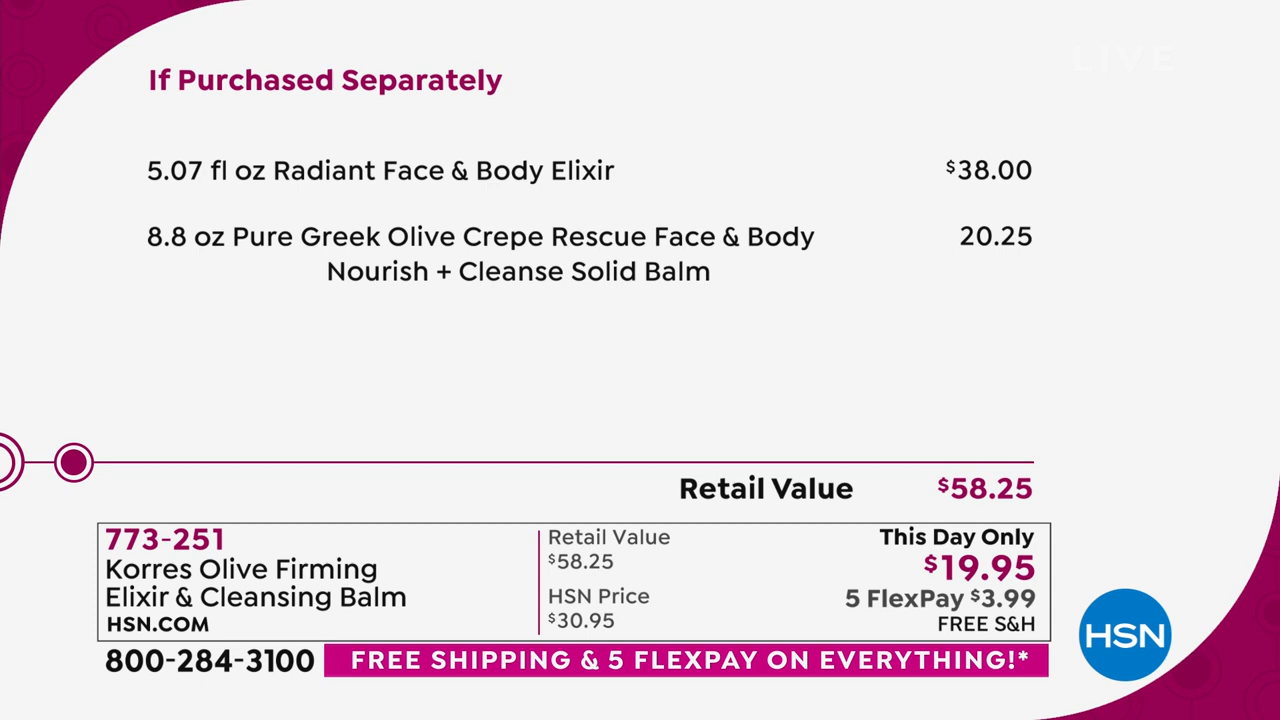 LIVE
If Purchased Separately
5.07 fl oz Radiant Face & Body Elixir $38.00
8.8 oz Pure Greek Olive Crepe Rescue Face & Body 20.25
Nourish + Cleanse Solid Balm
Retail Value $58.25
773-251
Korres Olive Firming
Elixir & Cleansing Balm
HSN.COM
Retail Value
$58.25
HSN Price
$30.95
This Day Only
$19.95
5 FlexPay $3.99
FREE S&H
HSN
800-284-3100 FREE SHIPPING & 5 FLEXPAY ON EVERYTHING!*